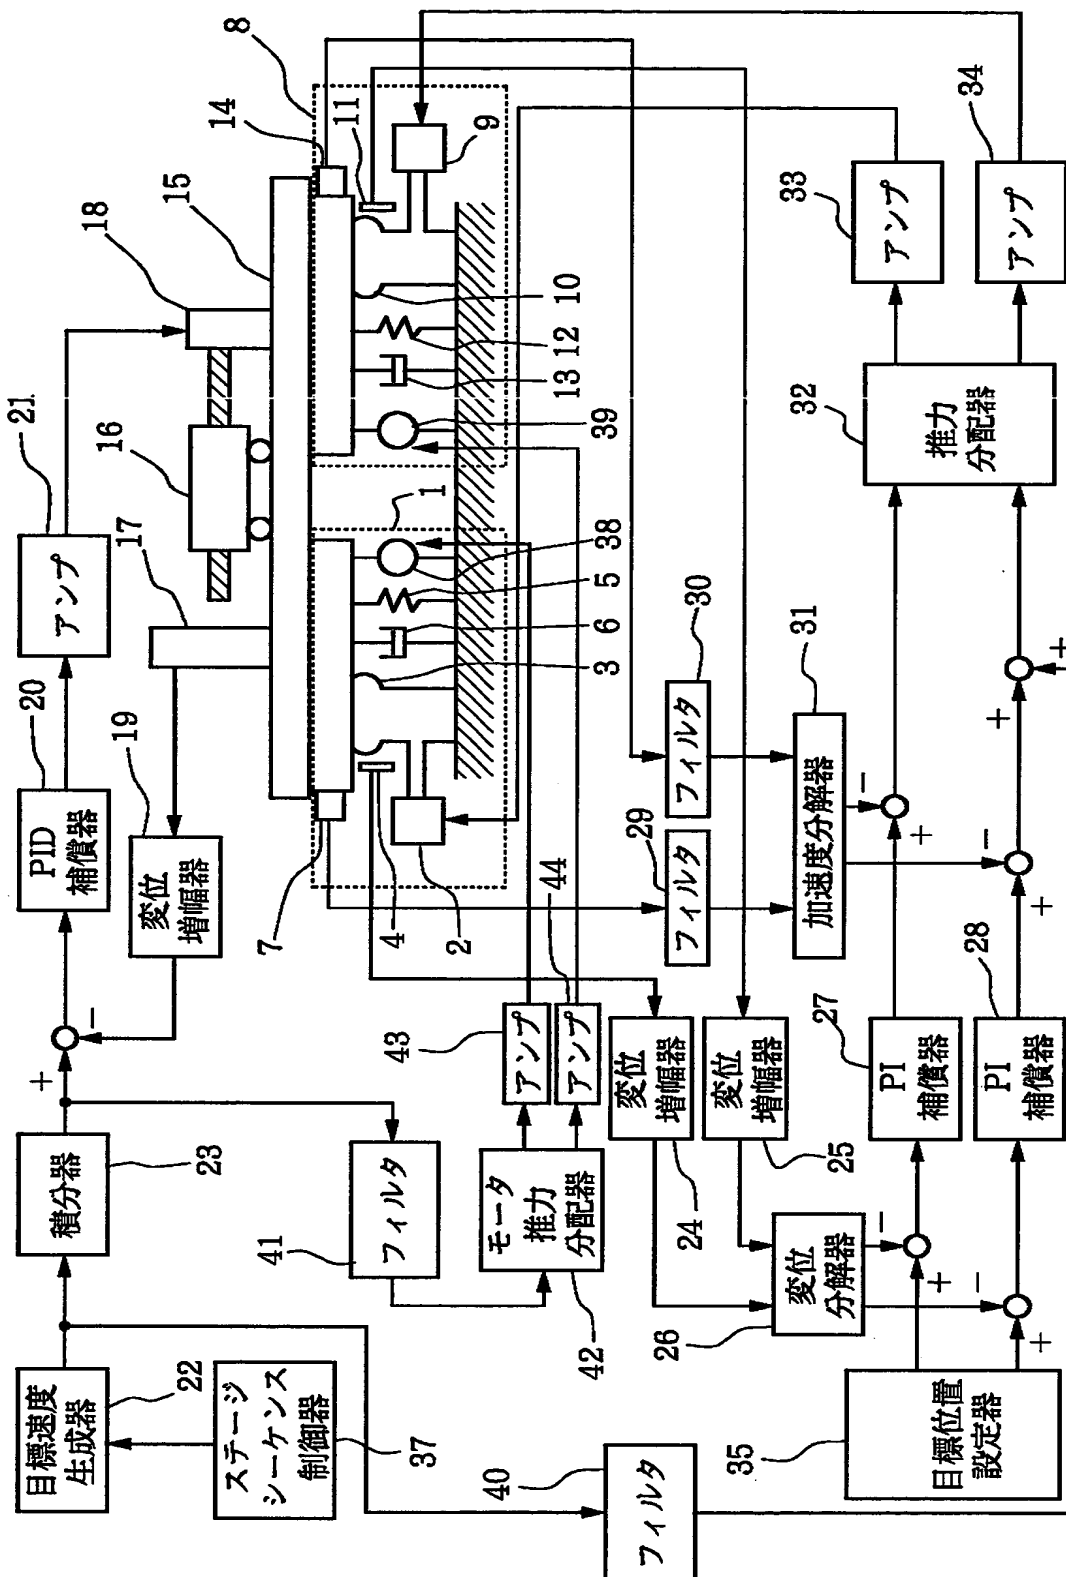 目標速度
生成器
22
ステージ
シーケンス
制御器
37
積分器
23
+
−
PID
補償器
20
変位
増幅器
19
アンプ
21
17
16
18
15
14
8
11
9
7
4
2
3
6
5
38
1
39
13
12
10
フィルタ
41
モータ
推力
分配器
42
アンプ
43
アンプ
44
フィルタ
40
変位
増幅器
24
変位
増幅器
25
フィルタ
29
フィルタ
30
加速度分解器
31
変位
分解器
26
目標位置
設定器
35
+
−
+
−
PI
補償器
27
PI
補償器
28
+
−
+
−
+
+
推力
分配器
32
アンプ
33
アンプ
34